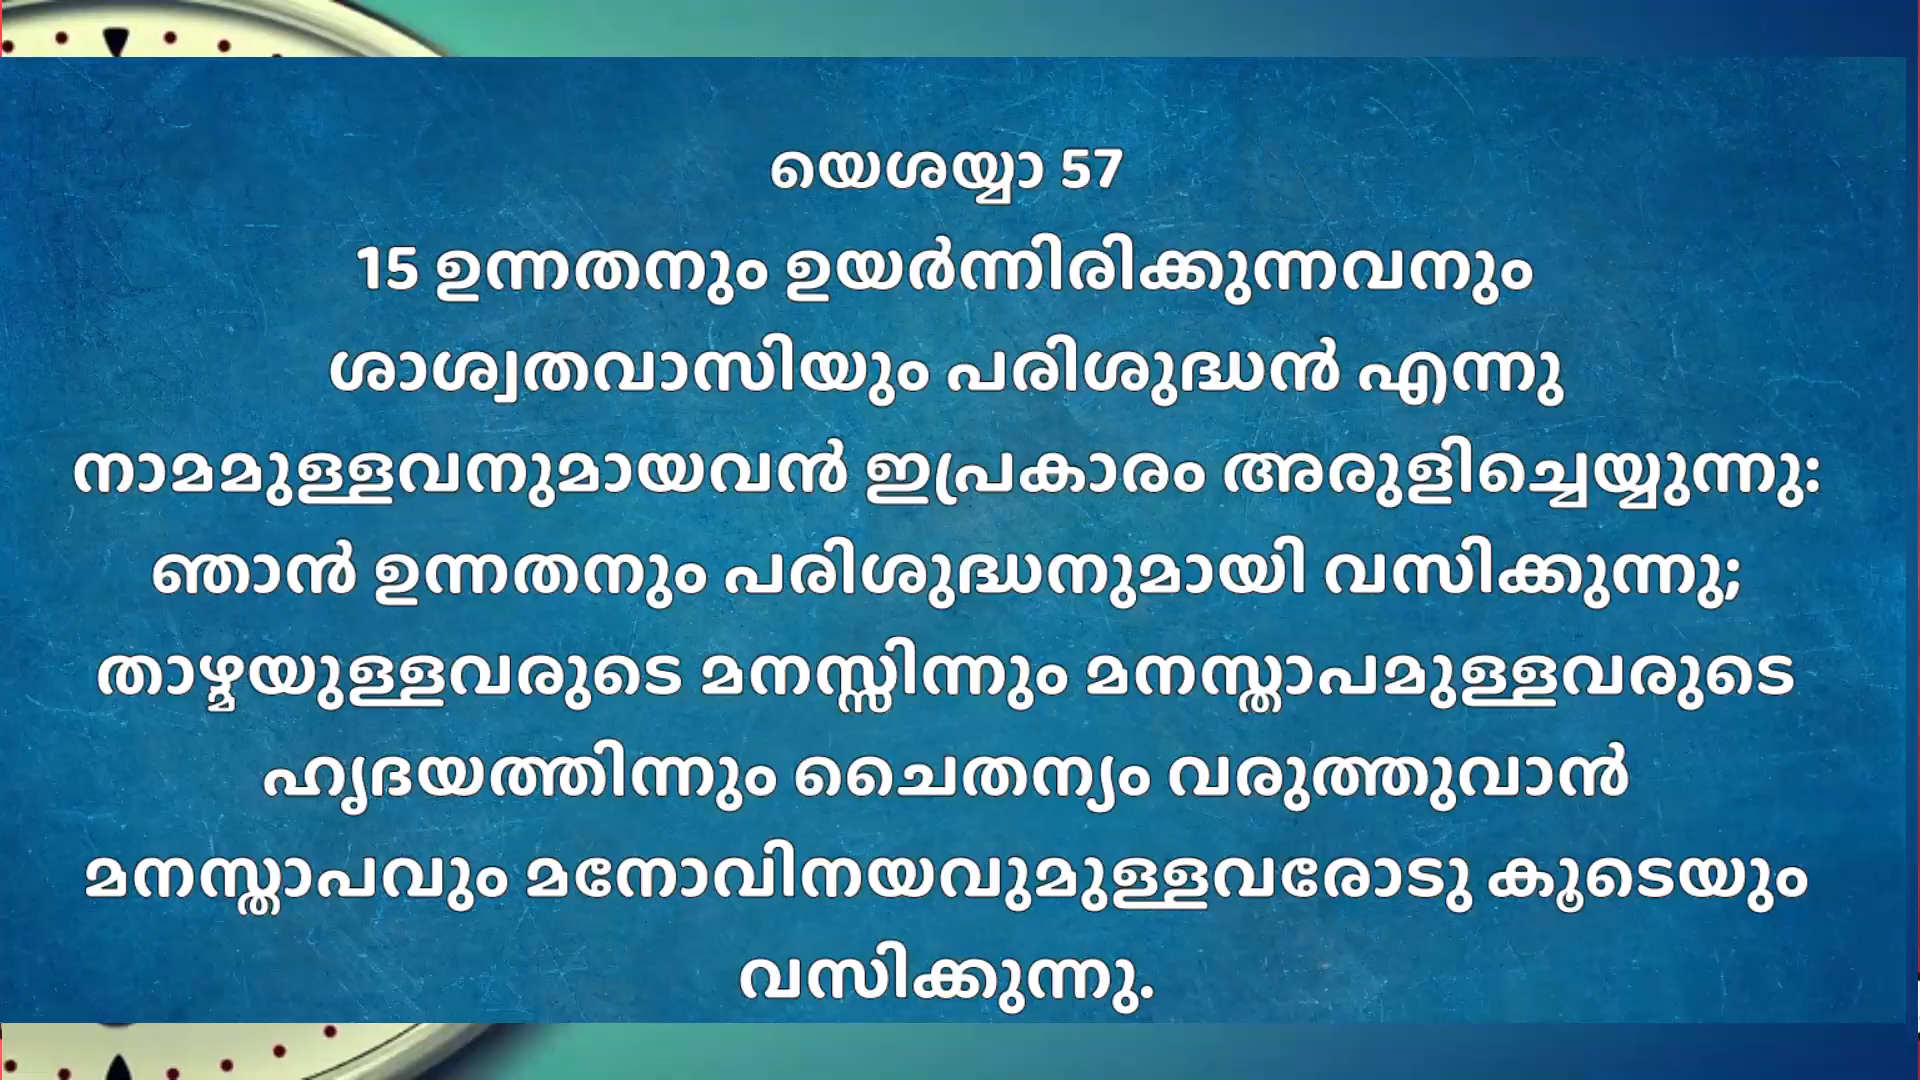 യെശയ്യാ 57
15 ഉന്നതനും ഉയർന്നിരിക്കുന്നവനും
ശാശ്വതവാസിയും പരിശുദ്ധൻ എന്നു
നാമമുള്ളവനുമായവൻ ഇപ്രകാരം അരുളിച്ചെയ്യുന്നു:
ഞാൻ ഉന്നതനും പരിശുദ്ധനുമായി വസിക്കുന്നു;
താഴ്മയുള്ളവരുടെ മനസ്സിന്നും മനസ്താപമുള്ളവരുടെ
ഹൃദയത്തിന്നും ചൈതന്യം വരുത്തുവാൻ
മനസ്താപവും മനോവിനയവുമുള്ളവരോടു കൂടെയും
വസിക്കുന്നു.